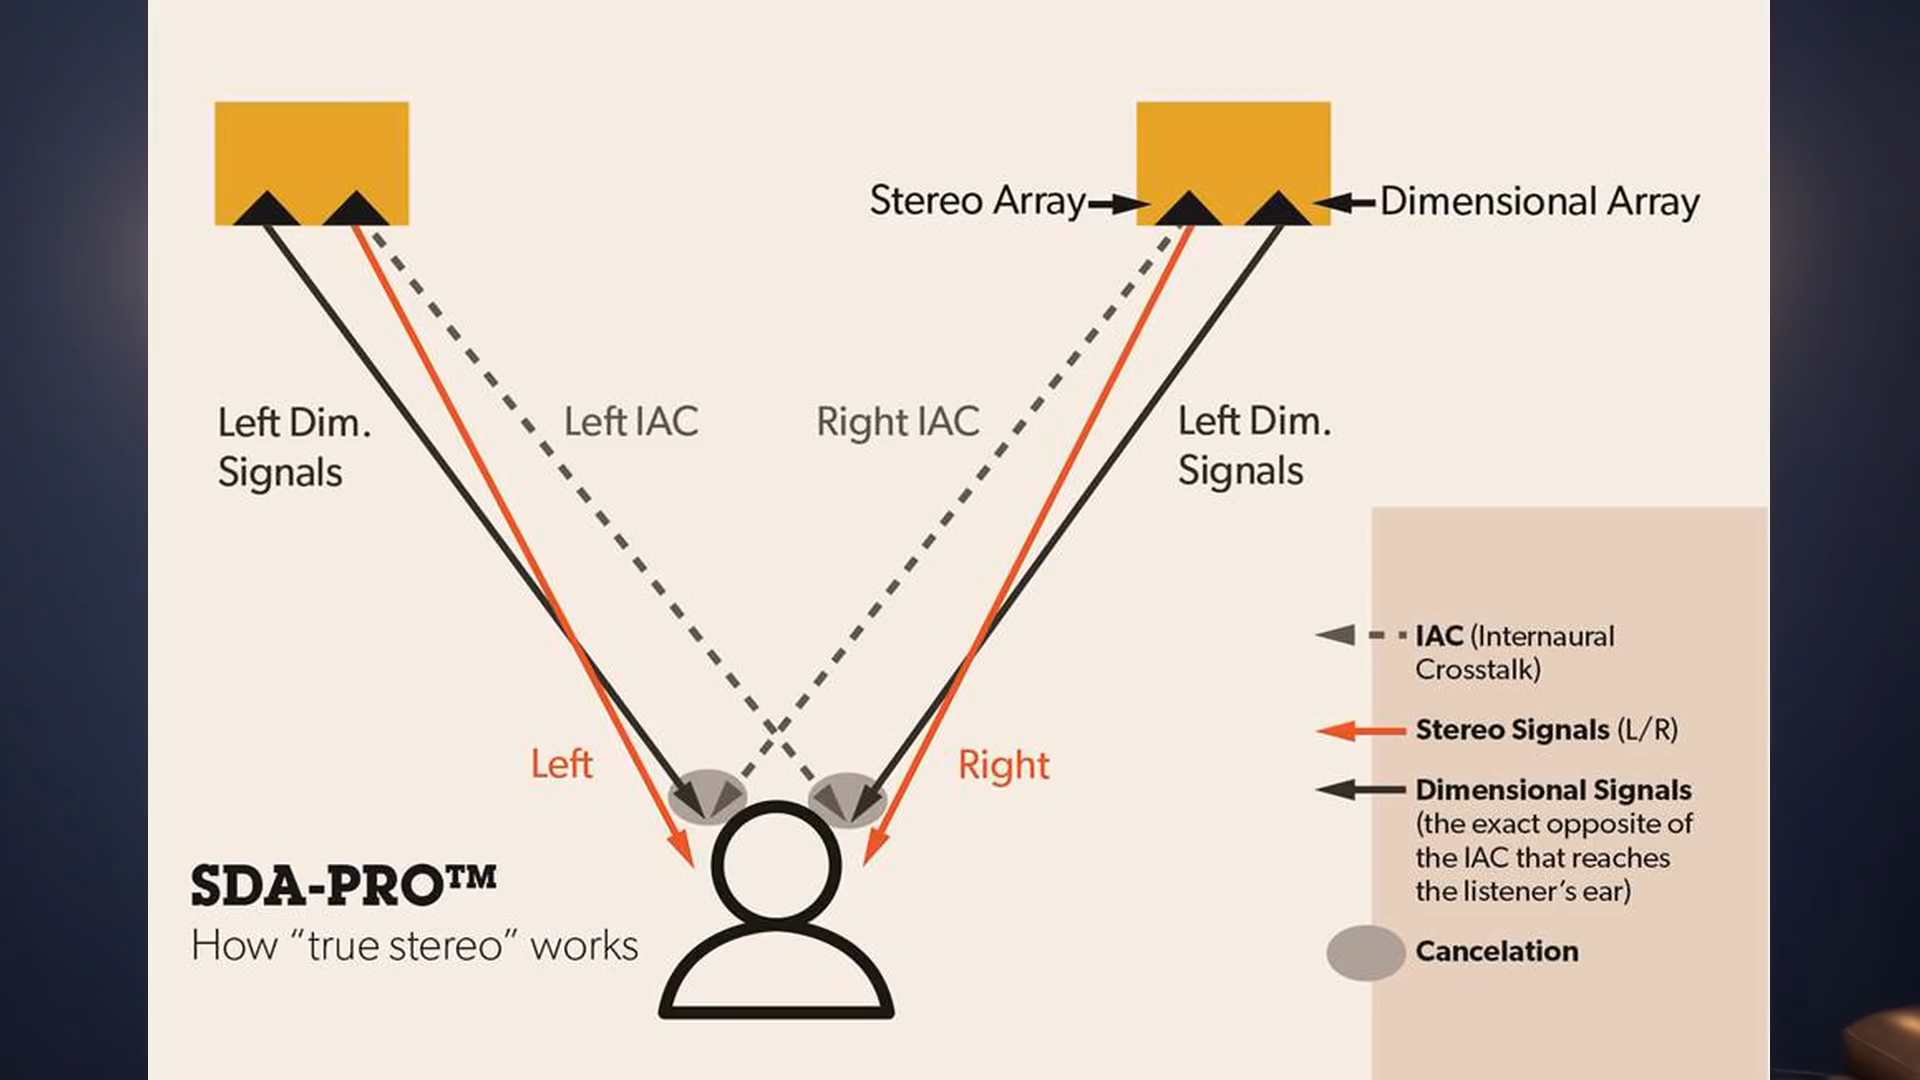 Stereo Array
Dimensional Array
Left Dim.
Signals
Left IAC
Right IAC
Left Dim.
Signals
Left
Right
IAC (Internaural
Crosstalk)
Stereo Signals (L/R)
Dimensional Signals
(the exact opposite of
the IAC that reaches
the listener’s ear)
Cancelation
SDA-PRO™
How “true stereo” works